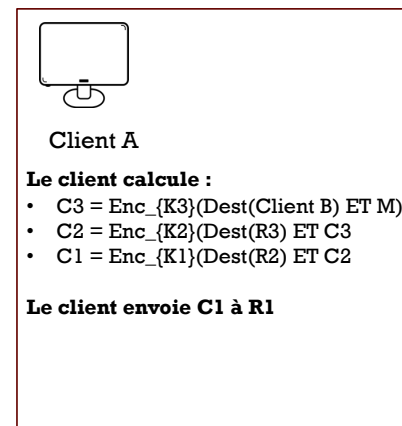 Client A
Le client calcule :
• C3 = Enc_{K3}(Dest(Client B) ET M)
• C2 = Enc_{K2}(Dest(R3) ET C3
• C1 = Enc_{K1}(Dest(R2) ET C2
Le client envoie C1 à R1